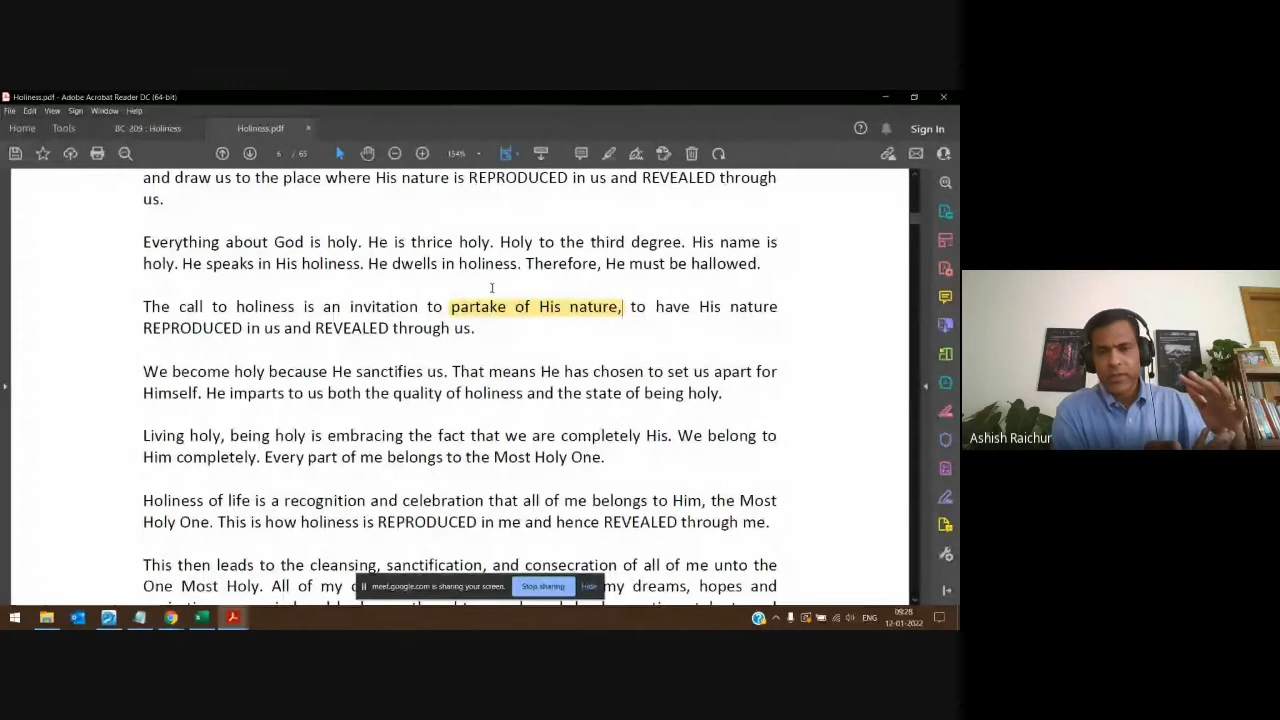 Holiness.pdf - Adobe Acrobat Reader DC (64-bit)
File Edit View Sign Window Help
Home Tools BC 209 : Holiness Holiness.pdf × Sign In
6 / 65 154%
and draw us to the place where His nature is REPRODUCED in us and REVEALED through
us.
Everything about God is holy. He is thrice holy. Holy to the third degree. His name is
holy. He speaks in His holiness. He dwells in holiness. Therefore, He must be hallowed.
The call to holiness is an invitation to partake of His nature, to have His nature
REPRODUCED in us and REVEALED through us.
We become holy because He sanctifies us. That means He has chosen to set us apart for
Himself. He imparts to us both the quality of holiness and the state of being holy.
Living holy, being holy is embracing the fact that we are completely His. We belong to
Him completely. Every part of me belongs to the Most Holy One.
Holiness of life is a recognition and celebration that all of me belongs to Him, the Most
Holy One. This is how holiness is REPRODUCED in me and hence REVEALED through me.
This then leads to the cleansing, sanctification, and consecration of all of me unto the
One Most Holy. All of my my dreams, hopes and
meet.google.com is sharing your screen. Stop sharing Hide
ENG 09:28
12-01-2022
Ashish Raichur